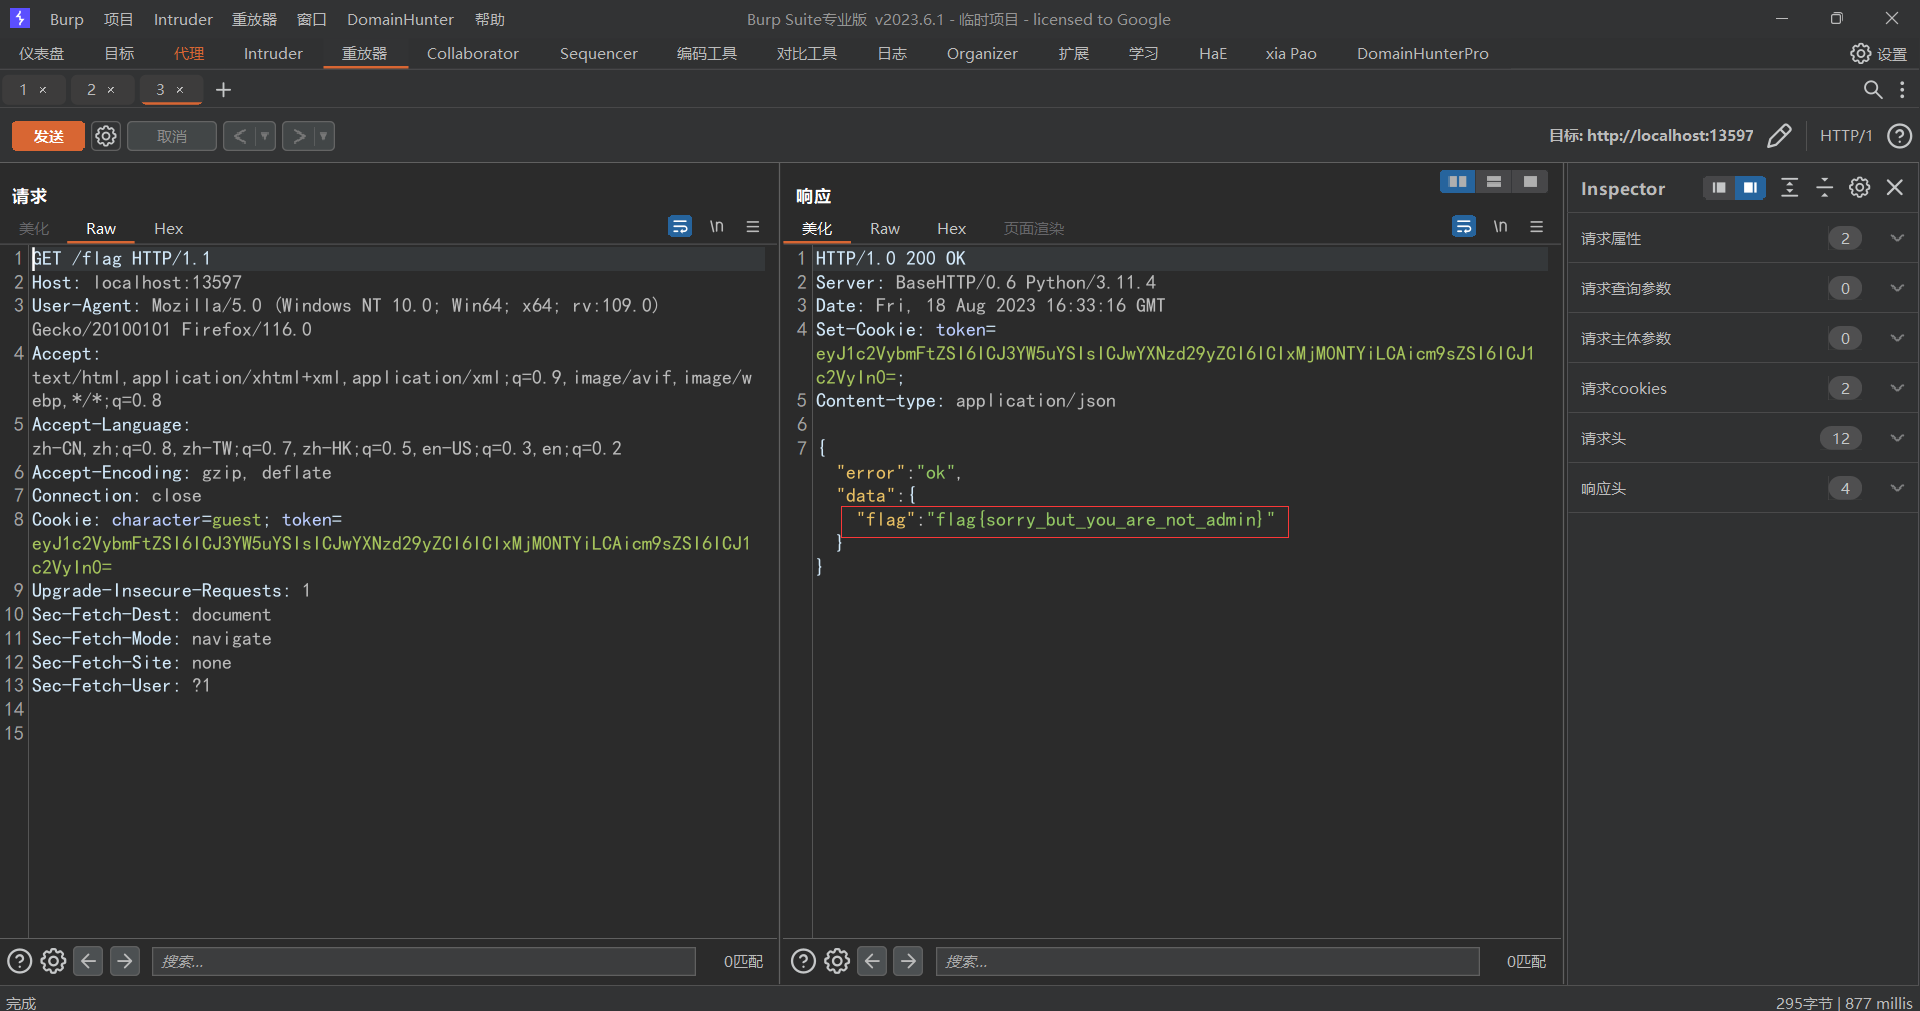 Burp 项目 Intruder 重放器 窗口 DomainHunter 帮助 Burp Suite专业版 v2023.6.1 - 临时项目 - licensed to Google
仪表盘 目标 代理 Intruder 重放器 Collaborator Sequencer 编码工具 对比工具 日志 Organizer 扩展 学习 HaE xia Pao DomainHunterPro 设置
1 × 2 × 3 × +
发送 取消 < > 目标: http://localhost:13597 HTTP/1
请求
美化 Raw Hex \n
1 GET /flag HTTP/1.1
2 Host: localhost:13597
3 User-Agent: Mozilla/5.0 (Windows NT 10.0; Win64; x64; rv:109.0)
Gecko/20100101 Firefox/116.0
4 Accept:
text/html,application/xhtml+xml,application/xml;q=0.9,image/avif,image/w
ebp,*/*;q=0.8
5 Accept-Language:
zh-CN,zh;q=0.8,zh-TW;q=0.7,zh-HK;q=0.5,en-US;q=0.3,en;q=0.2
6 Accept-Encoding: gzip, deflate
7 Connection: close
8 Cookie: character=guest; token=
eyJ1c2VybmFtZSI6ICJ3YW5uYSIsICJwYXNzd29yZCI6ICIxMjM0NTYiLCAicm9sZSI6ICJ1
c2VyIn0=
9 Upgrade-Insecure-Requests: 1
10 Sec-Fetch-Dest: document
11 Sec-Fetch-Mode: navigate
12 Sec-Fetch-Site: none
13 Sec-Fetch-User: ?1
14
15
搜索... 0匹配
响应
美化 Raw Hex 页面渲染 \n
1 HTTP/1.0 200 OK
2 Server: BaseHTTP/0.6 Python/3.11.4
3 Date: Fri, 18 Aug 2023 16:33:16 GMT
4 Set-Cookie: token=
eyJ1c2VybmFtZSI6ICJ3YW5uYSIsICJwYXNzd29yZCI6ICIxMjM0NTYiLCAicm9sZSI6ICJ1
c2VyIn0=;
5 Content-type: application/json
6
7 {
"error":"ok",
"data":{
"flag":"flag{sorry_but_you_are_not_admin}"
}
}
搜索... 0匹配
Inspector
请求属性 2
请求查询参数 0
请求主体参数 0
请求cookies 2
请求头 12
响应头 4
完成 295字节 | 877 millis